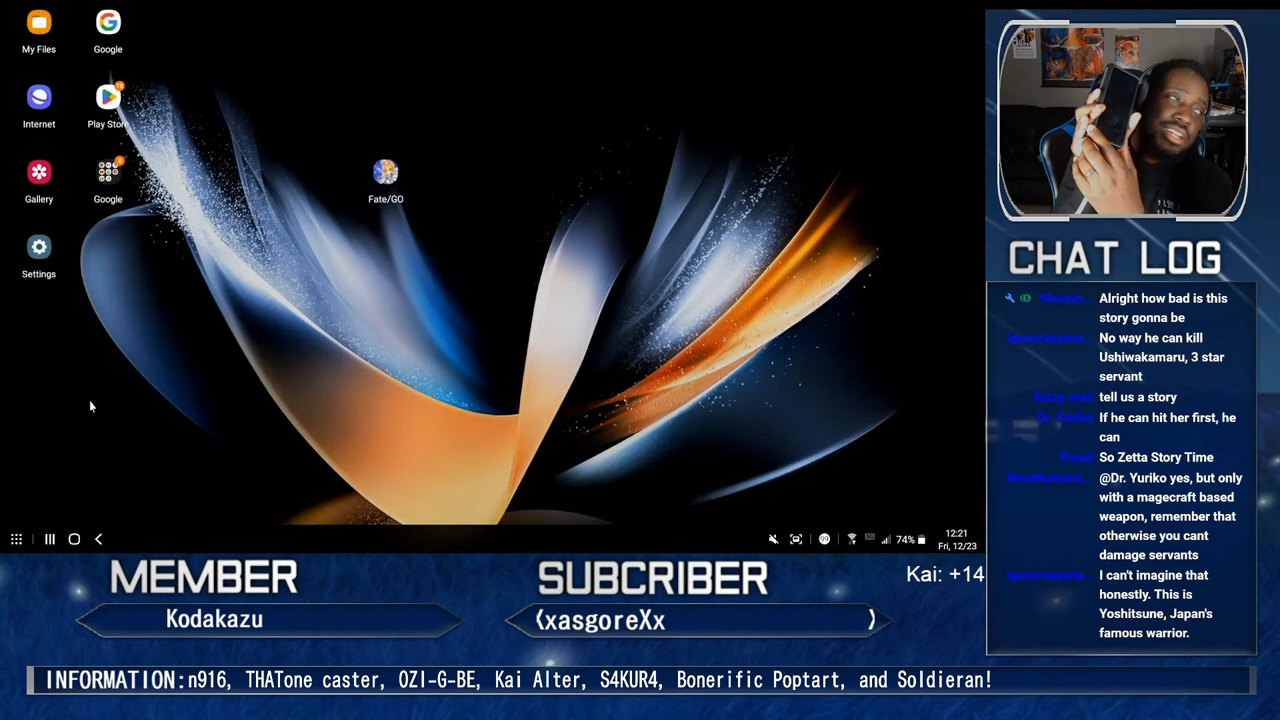 My Files
Google
Internet
Play Store
Gallery
Google
Fate/GO
Settings
74%
12:21
Fri, 12/23
CHAT LOG
Alright how bad is this
story gonna be
No way he can kill
Ushiwakamaru, 3 star
servant
tell us a story
Dr. Yuriko If he can hit her first, he
can
So Zetta Story Time
@Dr. Yuriko yes, but only
with a magecraft based
weapon, remember that
otherwise you cant
damage servants
I can't imagine that
honestly. This is
Yoshitsune, Japan's
famous warrior.
MEMBER
Kodakazu
SUBCRIBER
xasgoreXx
Kai: +14
INFORMATION:n916, THATone caster, OZI-G-BE, Kai Alter, S4KUR4, Bonerific Poptart, and Soldieran!